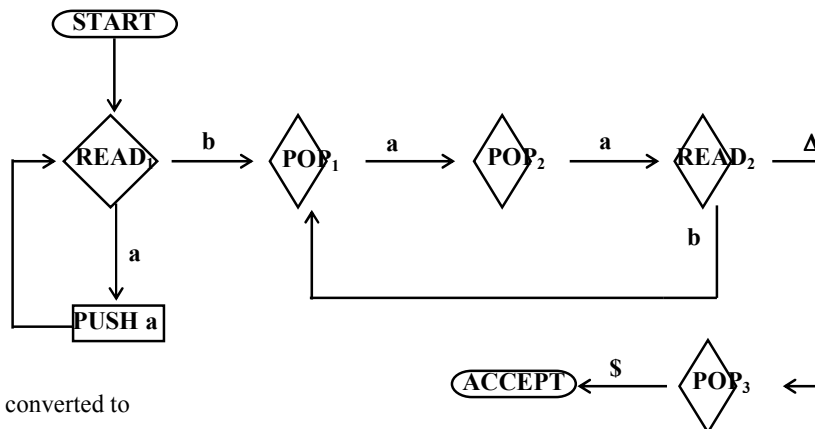 START
READ₁ b POP₁ a POP₂ a READ₂ Δ
a b
PUSH a
ACCEPT $ POP₃
converted to